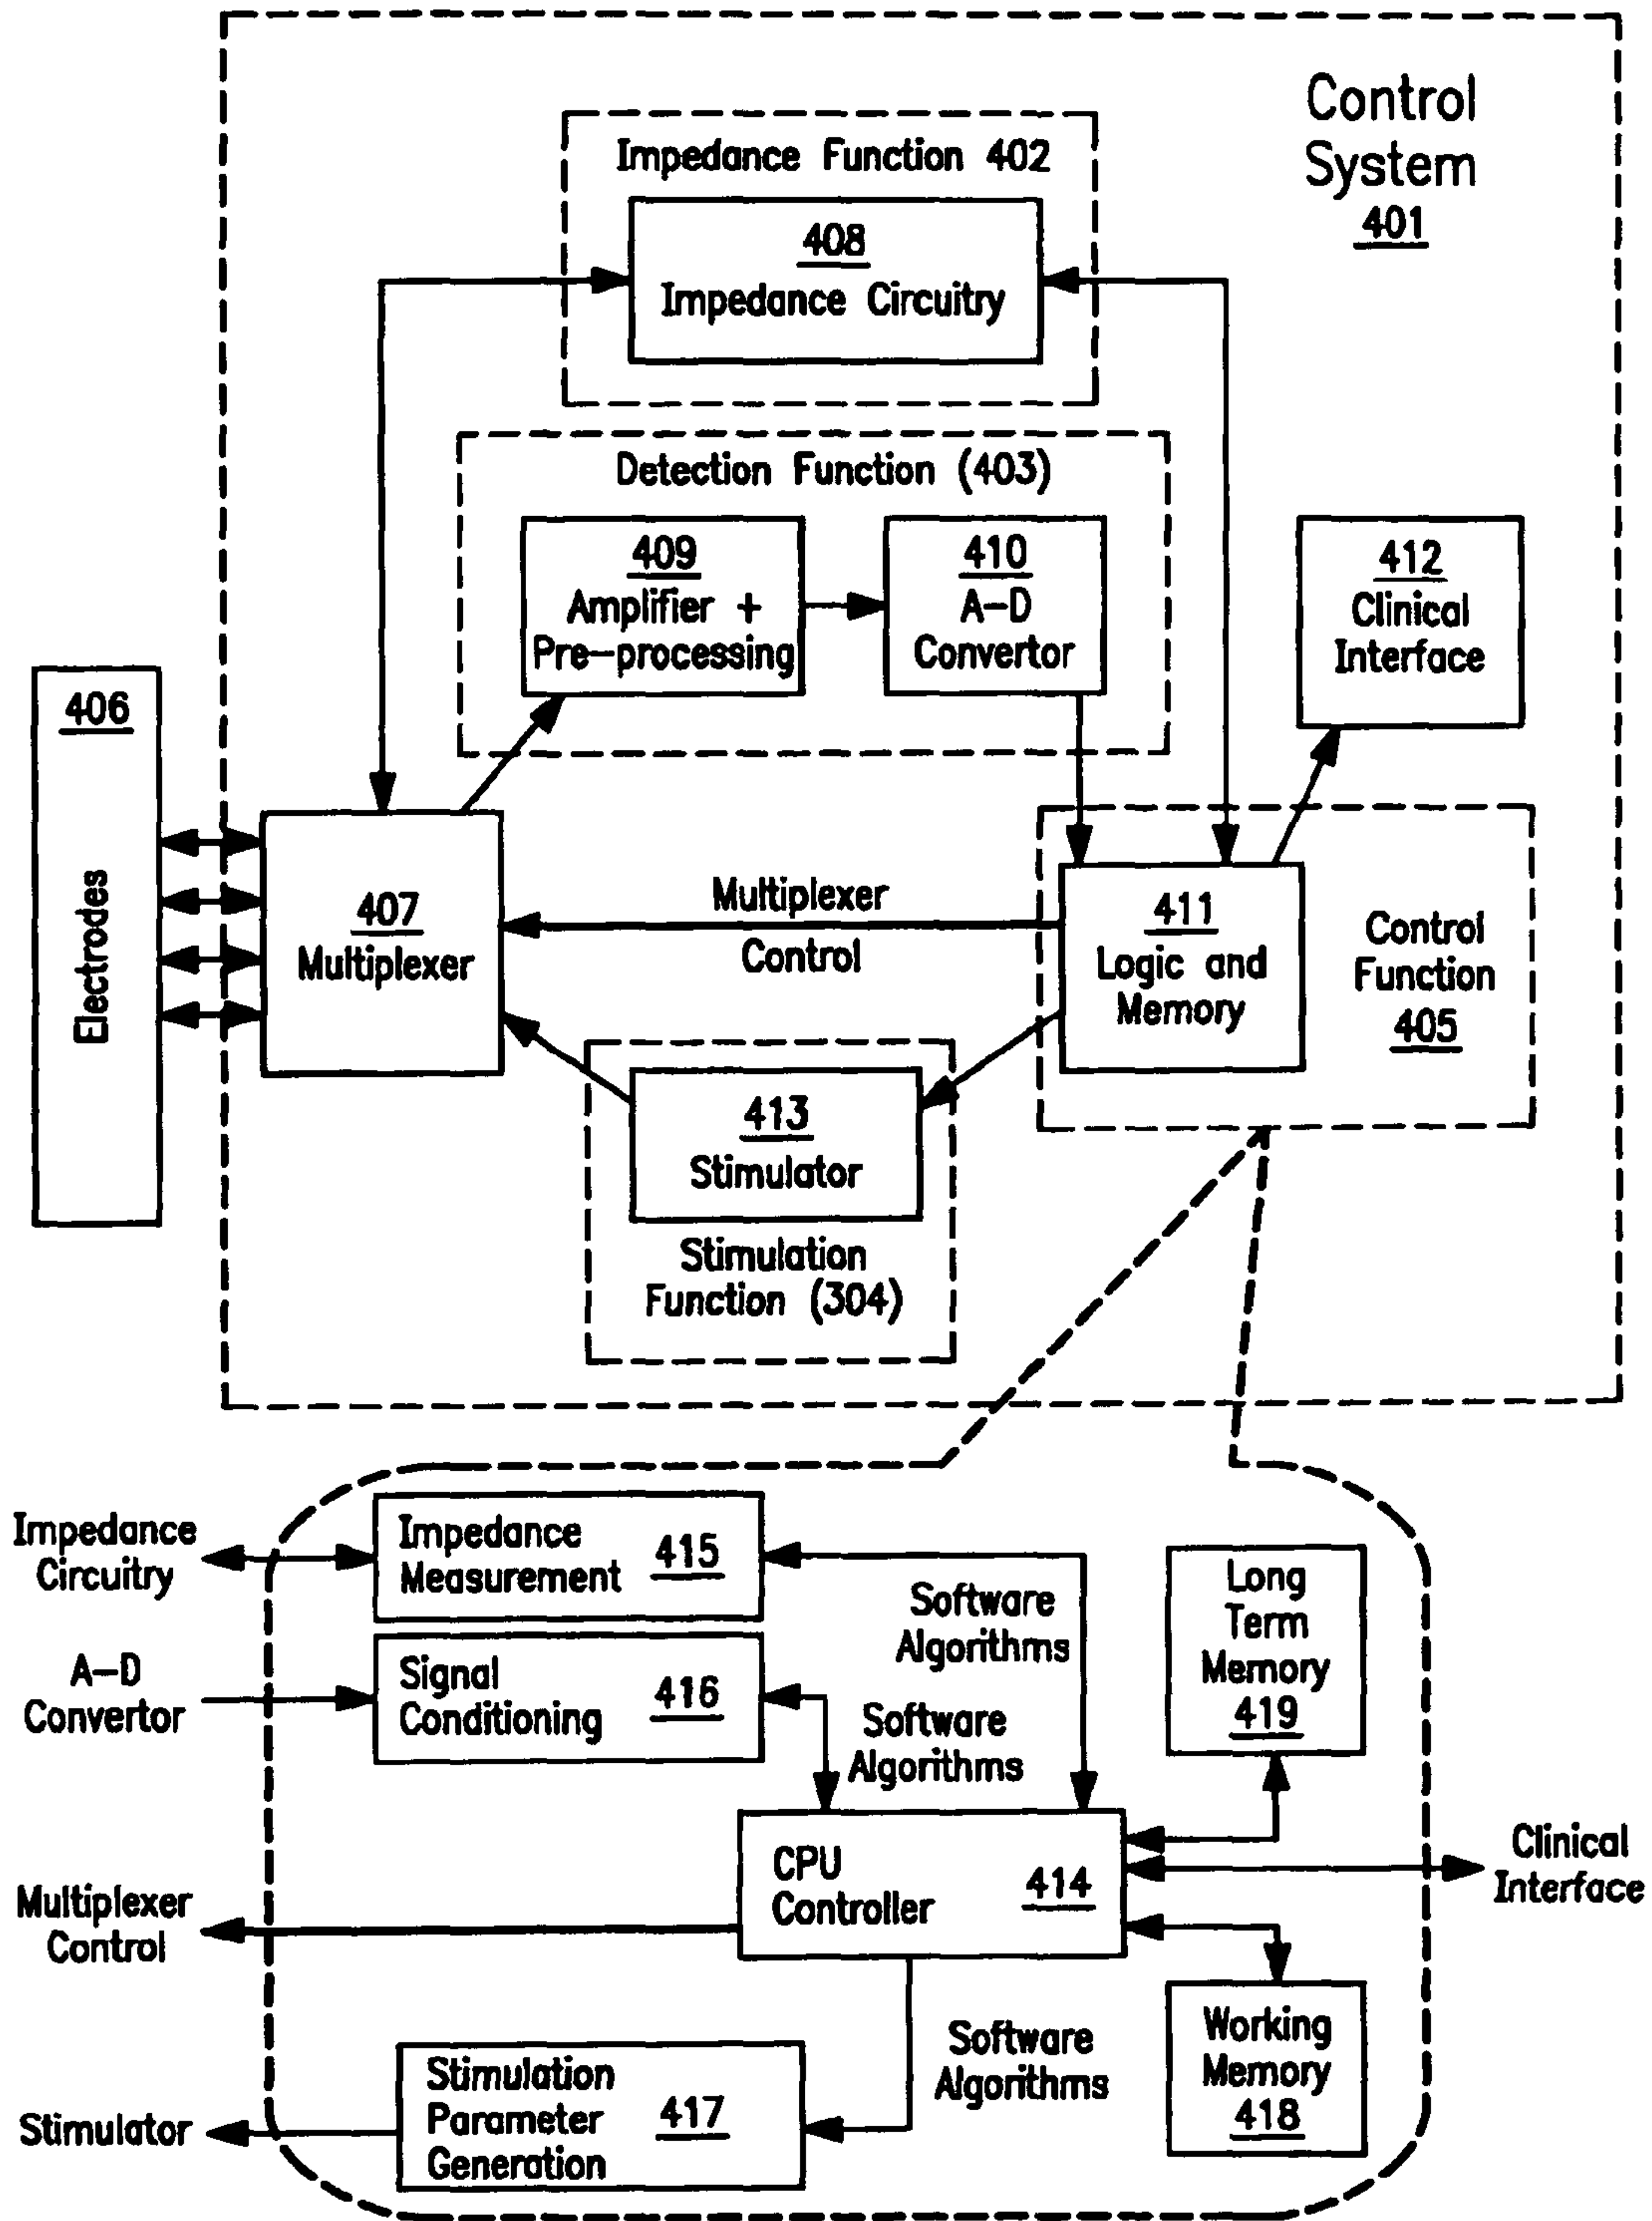 Control
System
401
Impedance Function 402
408
Impedance Circuitry
Detection Function (403)
409
Amplifier +
Pre-processing
410
A-D
Convertor
412
Clinical
Interface
406
Electrodes
407
Multiplexer
Multiplexer
Control
411
Logic and
Memory
Control
Function
405
413
Stimulator
Stimulation
Function (304)
Impedance
Circuitry
Impedance
Measurement 415
Software
Algorithms
Long
Term
Memory
419
A-D
Convertor
Signal
Conditioning 416
Software
Algorithms
CPU
Controller 414
Clinical
Interface
Multiplexer
Control
Software
Algorithms
Working
Memory
418
Stimulator
Stimulation
Parameter 417
Generation